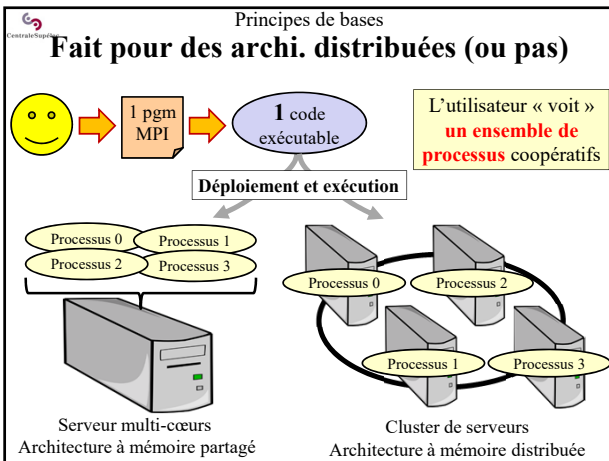 CentraleSupélec
Principes de bases
Fait pour des archi. distribuées (ou pas)
1 pgm
MPI
1 code
exécutable
L'utilisateur « voit »
un ensemble de
processus coopératifs
Déploiement et exécution
Processus 0
Processus 1
Processus 2
Processus 3
Processus 0
Processus 2
Processus 1
Processus 3
Serveur multi-cœurs
Architecture à mémoire partagé
Cluster de serveurs
Architecture à mémoire distribuée